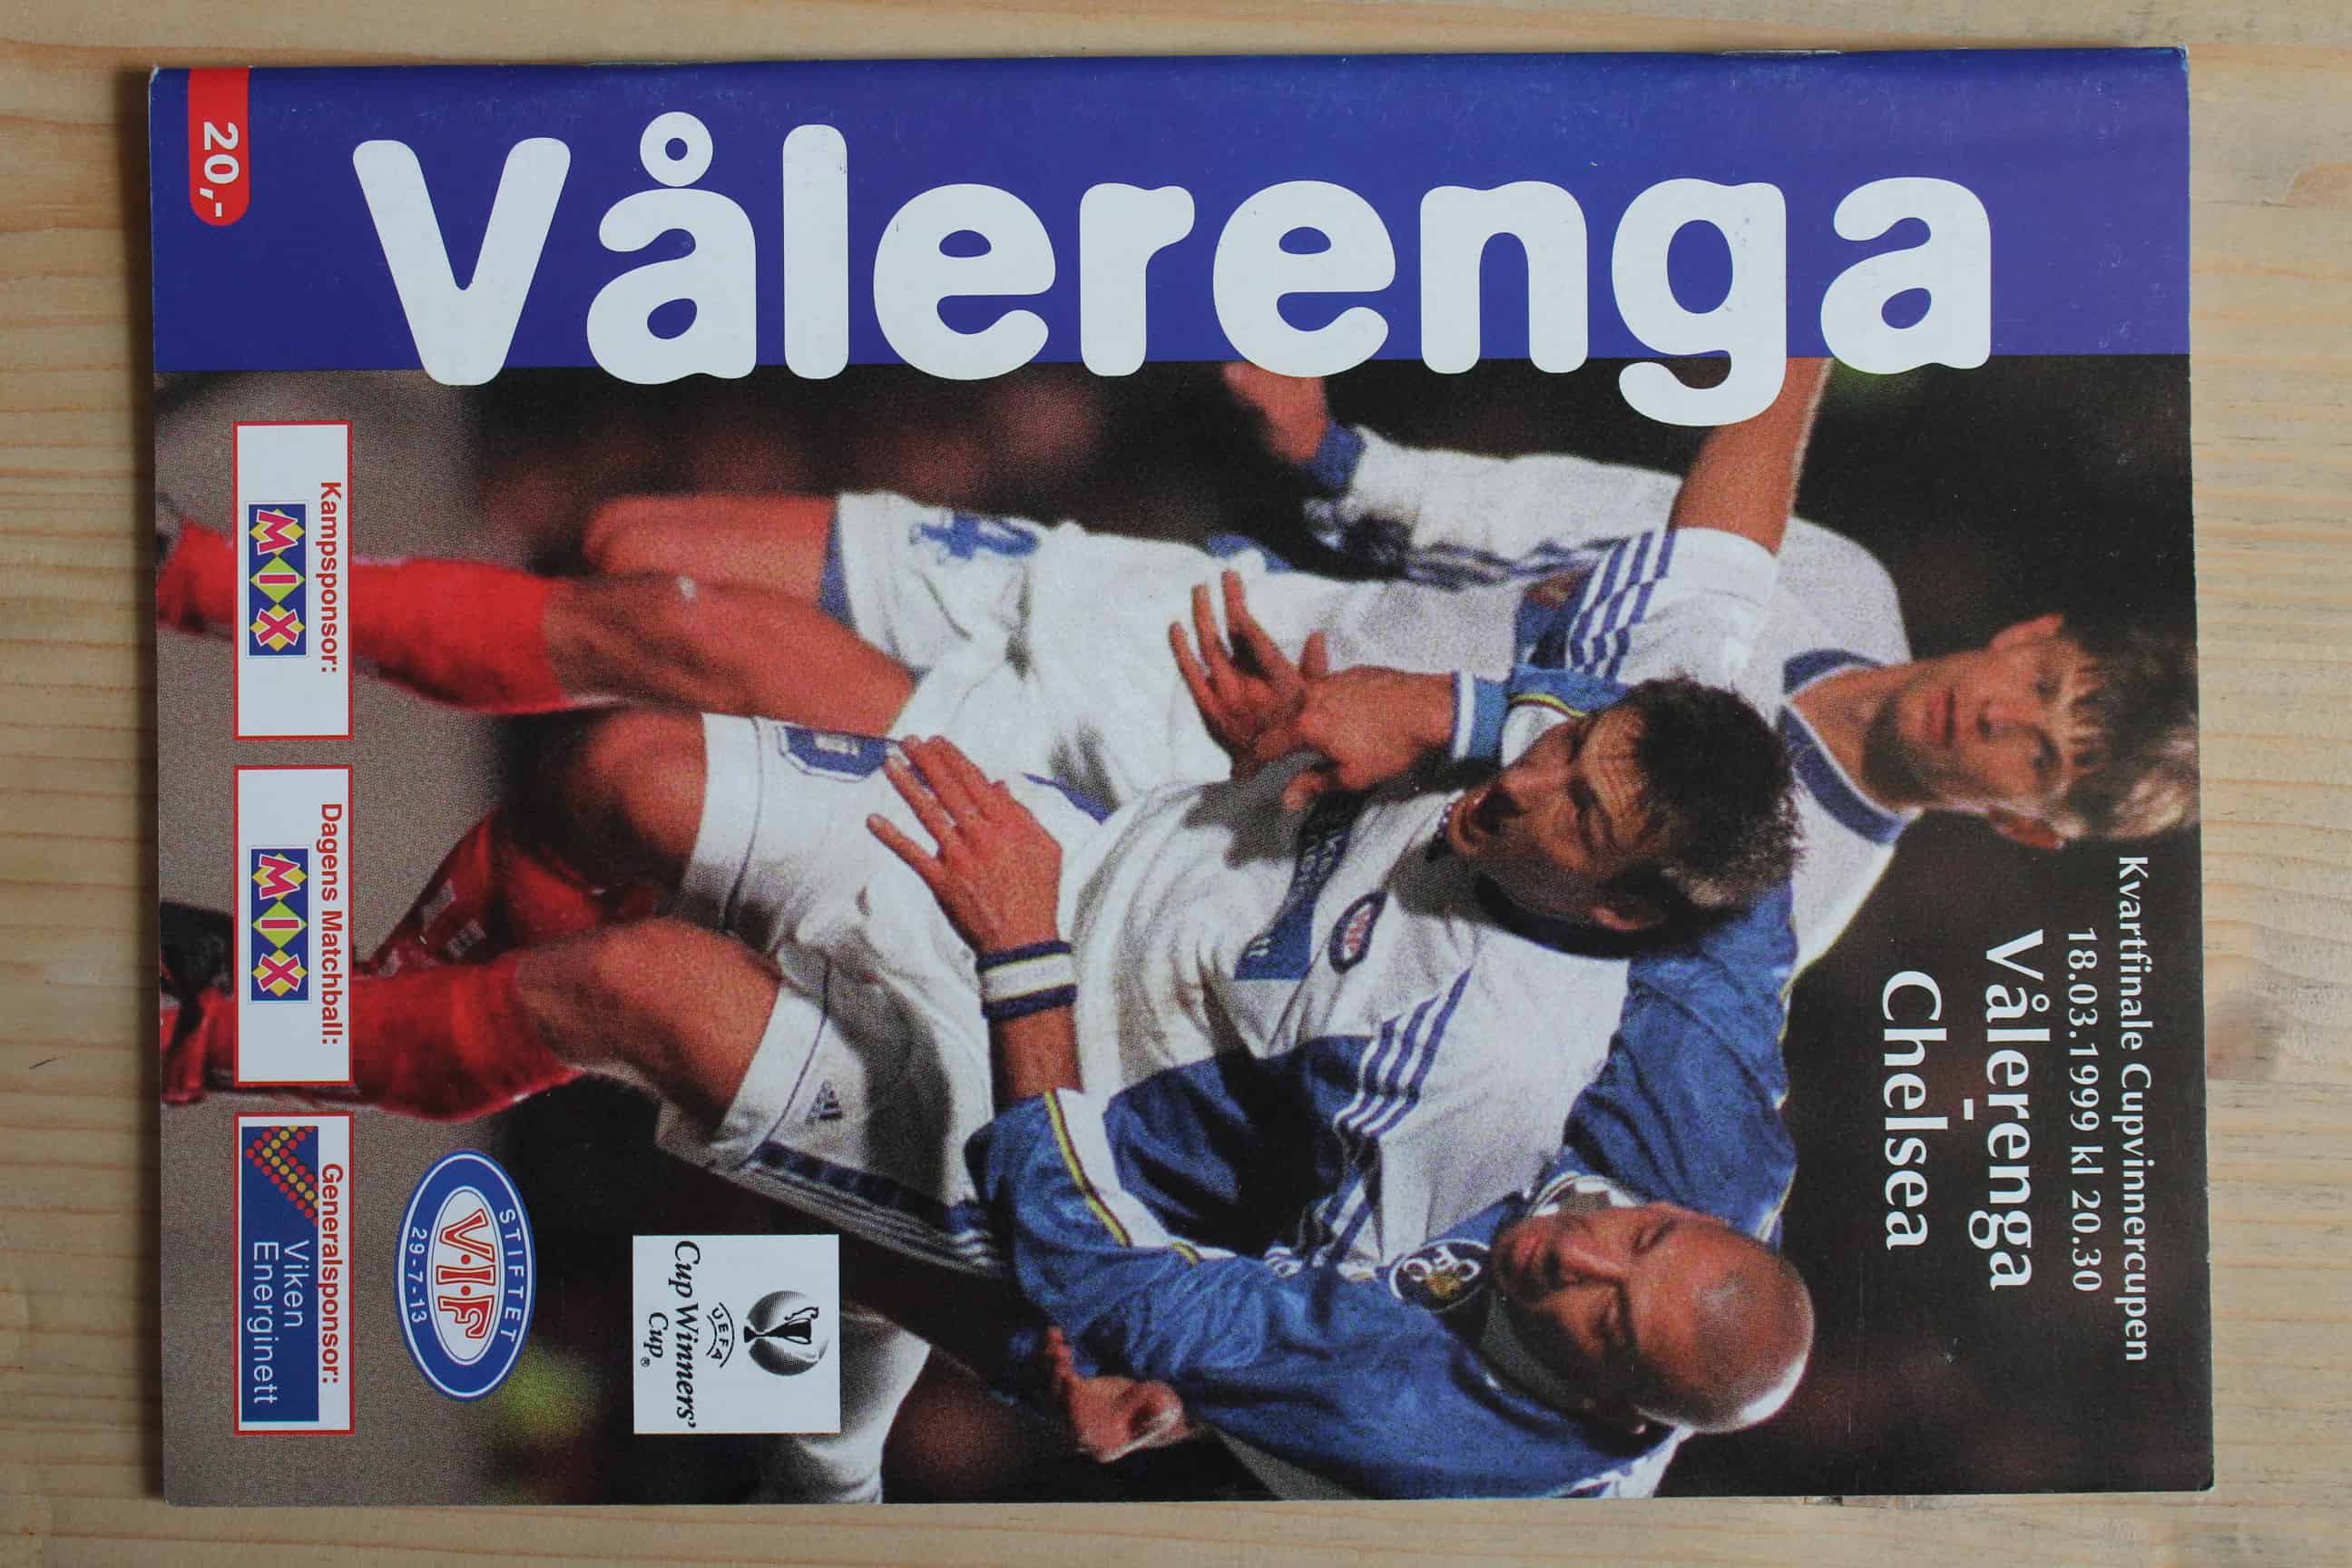 Vålerenga
20,-
Kvartfinale Cupvinnercupen
18.03.1999 kl 20.30
Vålerenga
-
Chelsea
Kampsponsor:
MIX
Dagens Matchball:
MIX
Generalsponsor:
Viken
Energinett
STIFTET
V·I·F
29-7-13
UEFA
Cup Winners'
Cup®